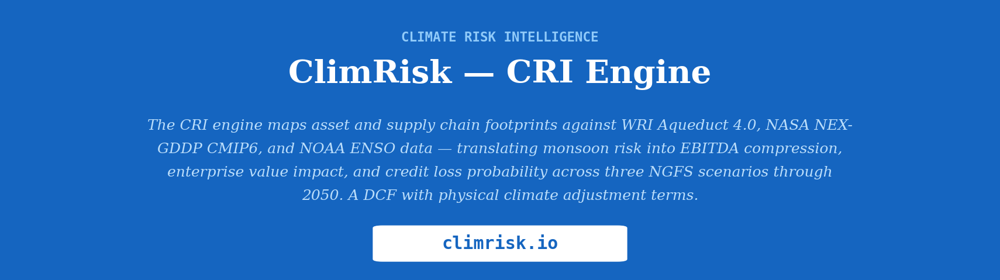 CLIMATE RISK INTELLIGENCE
ClimRisk — CRI Engine
The CRI engine maps asset and supply chain footprints against WRI Aqueduct 4.0, NASA NEX-
GDDP CMIP6, and NOAA ENSO data — translating monsoon risk into EBITDA compression,
enterprise value impact, and credit loss probability across three NGFS scenarios through
2050. A DCF with physical climate adjustment terms.
climrisk.io